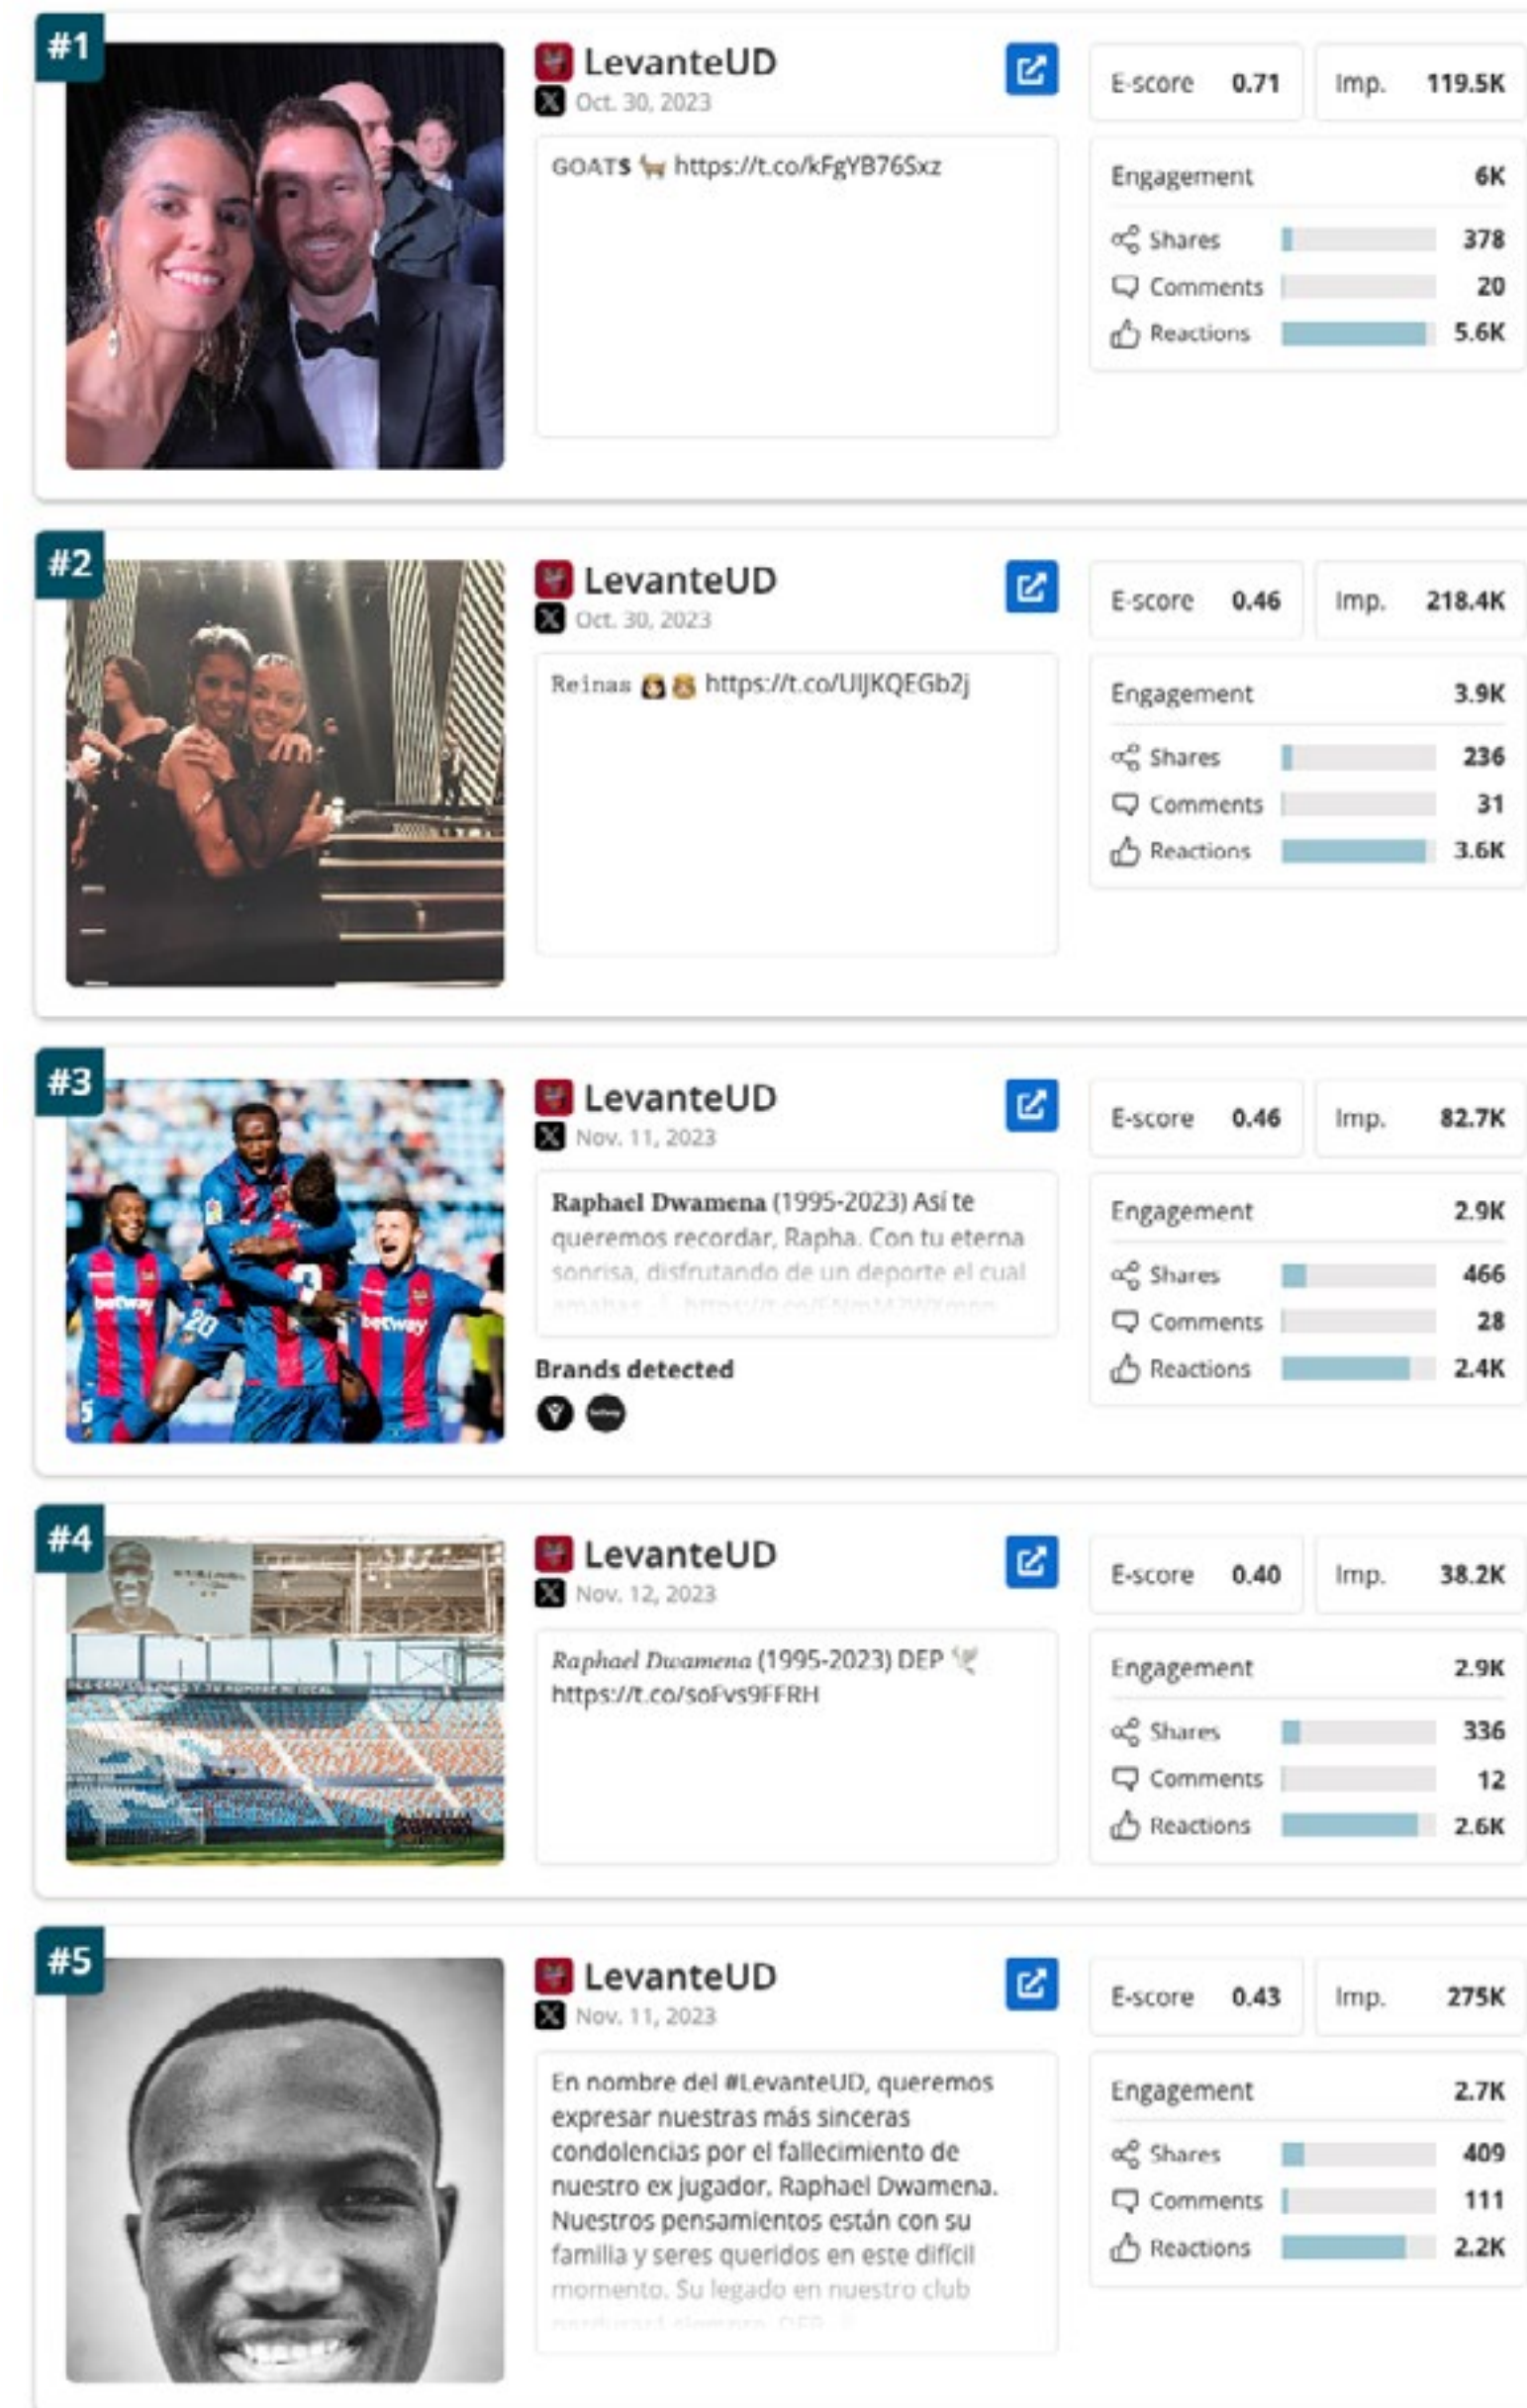 #1
LevanteUD
Oct. 30, 2023
GOATS 🐐 https://t.co/kFgYB76Sxz
E-score 0.71 Imp. 119.5K
Engagement 6K
Shares 378
Comments 20
Reactions 5.6K
#2
LevanteUD
Oct. 30, 2023
Reinas 👸🏻👸🏼 https://t.co/UIJKQEGb2j
E-score 0.46 Imp. 218.4K
Engagement 3.9K
Shares 236
Comments 31
Reactions 3.6K
#3
betway
20
betway
5
LevanteUD
Nov. 11, 2023
Raphael Dwamena (1995-2023) Así te
queremos recordar, Rapha. Con tu eterna
sonrisa, disfrutando de un deporte el cual
amabas
Brands detected
betway
E-score 0.46 Imp. 82.7K
Engagement 2.9K
Shares 466
Comments 28
Reactions 2.4K
#4
LevanteUD
Nov. 12, 2023
Raphael Dwamena (1995-2023) DEP 🕊
https://t.co/soFvs9FFRH
E-score 0.40 Imp. 38.2K
Engagement 2.9K
Shares 336
Comments 12
Reactions 2.6K
#5
LevanteUD
Nov. 11, 2023
En nombre del #LevanteUD, queremos
expresar nuestras más sinceras
condolencias por el fallecimiento de
nuestro ex jugador, Raphael Dwamena.
Nuestros pensamientos están con su
familia y seres queridos en este difícil
momento. Su legado en nuestro club
perdurará siempre. DEP
E-score 0.43 Imp. 275K
Engagement 2.7K
Shares 409
Comments 111
Reactions 2.2K